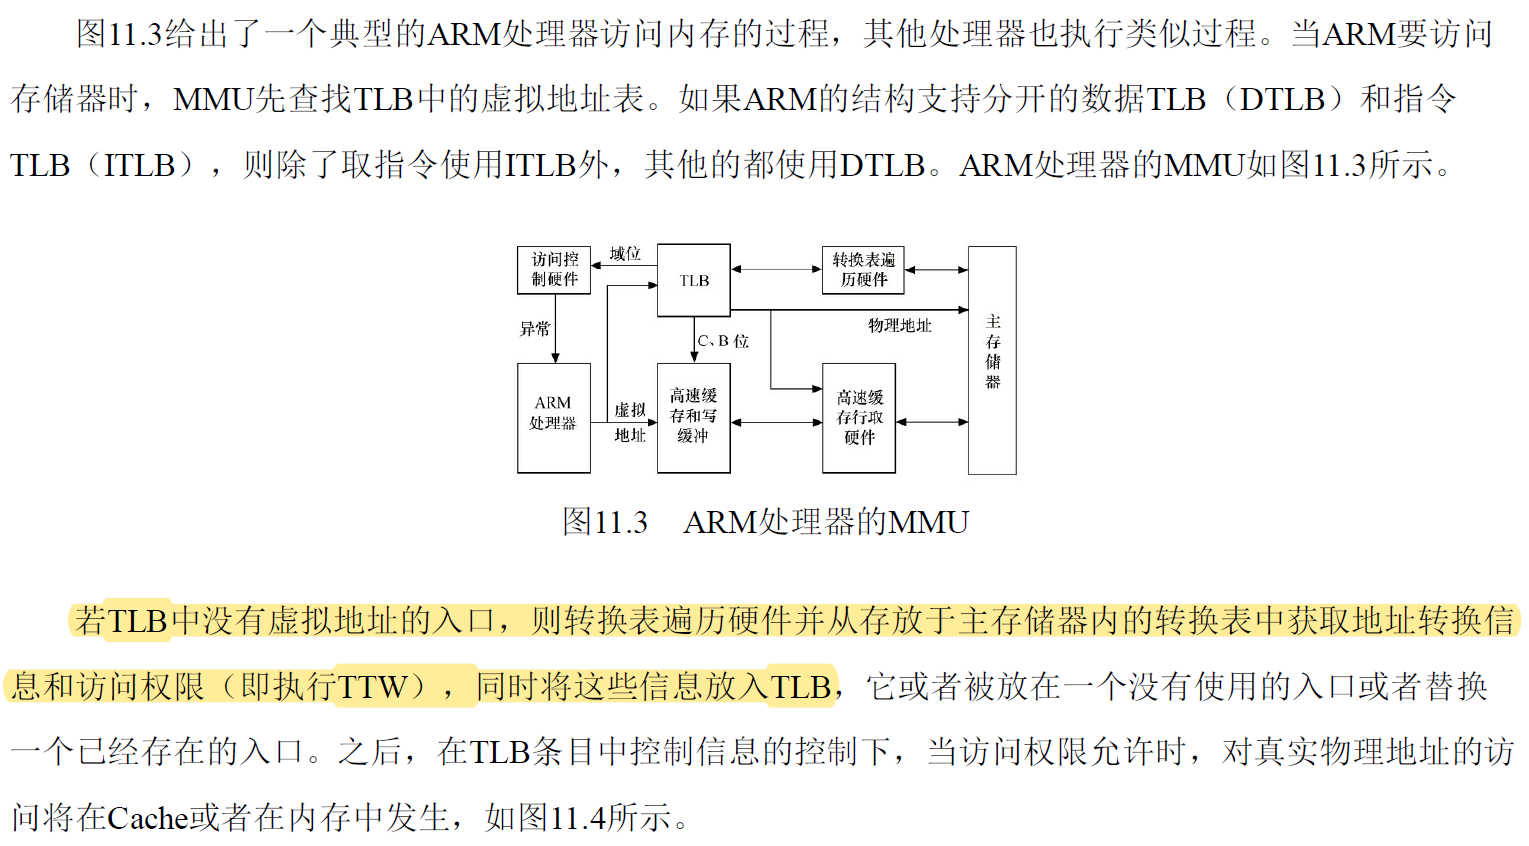 图11.3给出了一个典型的ARM处理器访问内存的过程，其他处理器也执行类似过程。当ARM要访问
存储器时，MMU先查找TLB中的虚拟地址表。如果ARM的结构支持分开的数据TLB（DTLB）和指令
TLB（ITLB），则除了取指令使用ITLB外，其他的都使用DTLB。ARM处理器的MMU如图11.3所示。
访问控
制硬件
域位
TLB
转换表遍
历硬件
异常
C、B 位
物理地址
主
存
储
器
ARM
处理器
虚拟
地址
高速缓
存和写
缓冲
高速缓
存行取
硬件
图11.3 ARM处理器的MMU
若TLB中没有虚拟地址的入口，则转换表遍历硬件并从存放于主存储器内的转换表中获取地址转换信
息和访问权限（即执行TTW），同时将这些信息放入TLB，它或者被放在一个没有使用的入口或者替换
一个已经存在的入口。之后，在TLB条目中控制信息的控制下，当访问权限允许时，对真实物理地址的访
问将在Cache或者在内存中发生，如图11.4所示。